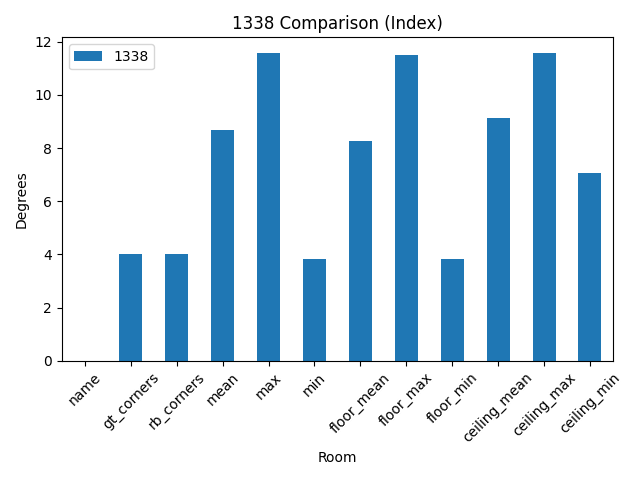 1338 Comparison (Index)
1338
Degrees
12
10
8
6
4
2
0
name
gt_corners
rb_corners
mean
max
min
floor_mean
floor_max
floor_min
ceiling_mean
ceiling_max
ceiling_min
Room